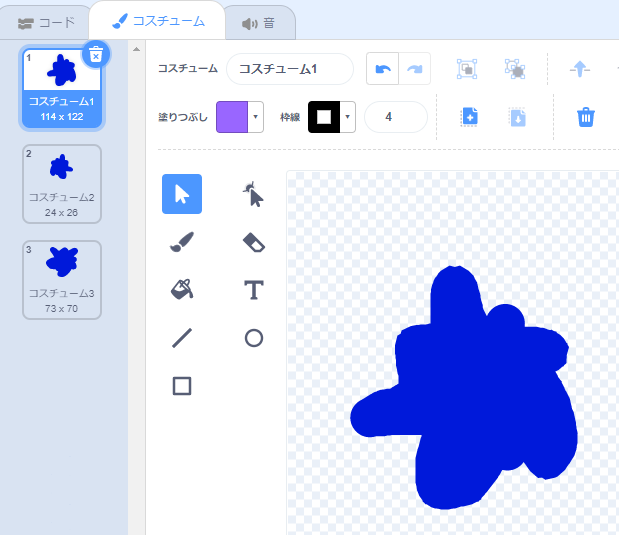 コード
コスチューム
音
1
コスチューム1
114 x 122
2
コスチューム2
24 x 26
3
コスチューム3
73 x 70
コスチューム
コスチューム1
塗りつぶし
枠線
4
T